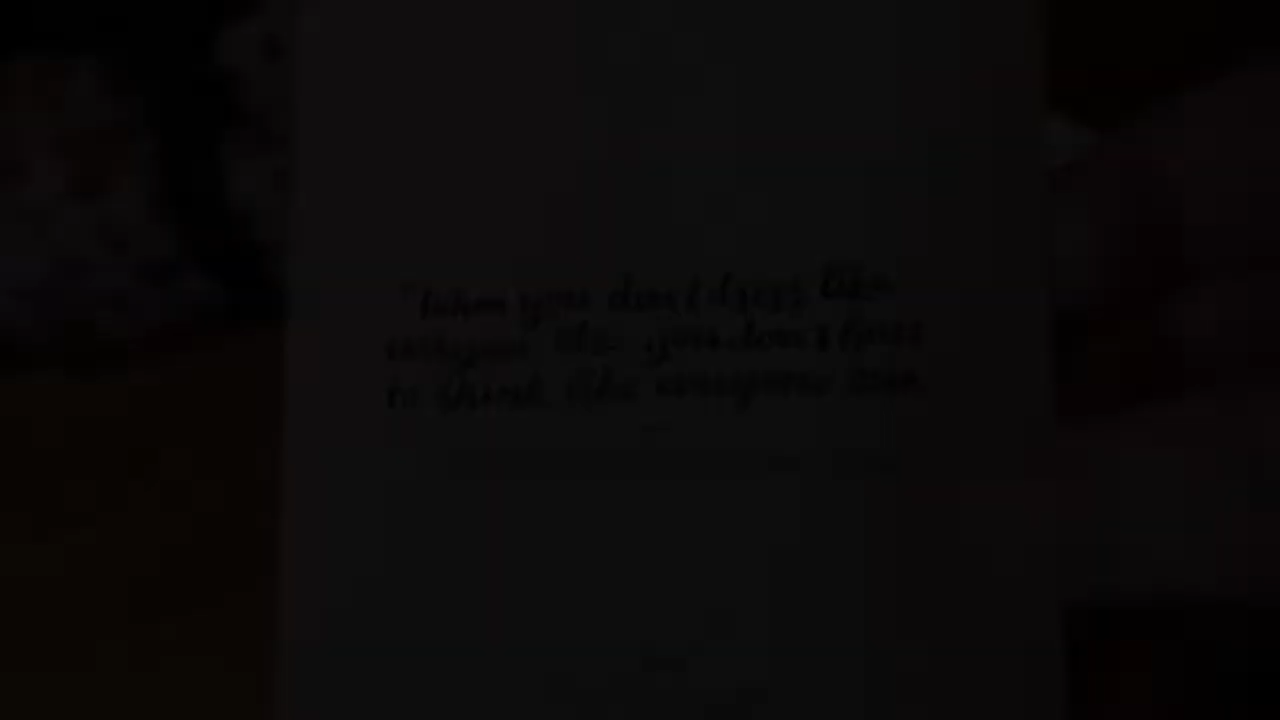 "When you don't dress like
everyone else you don't have
to think like everyone else.